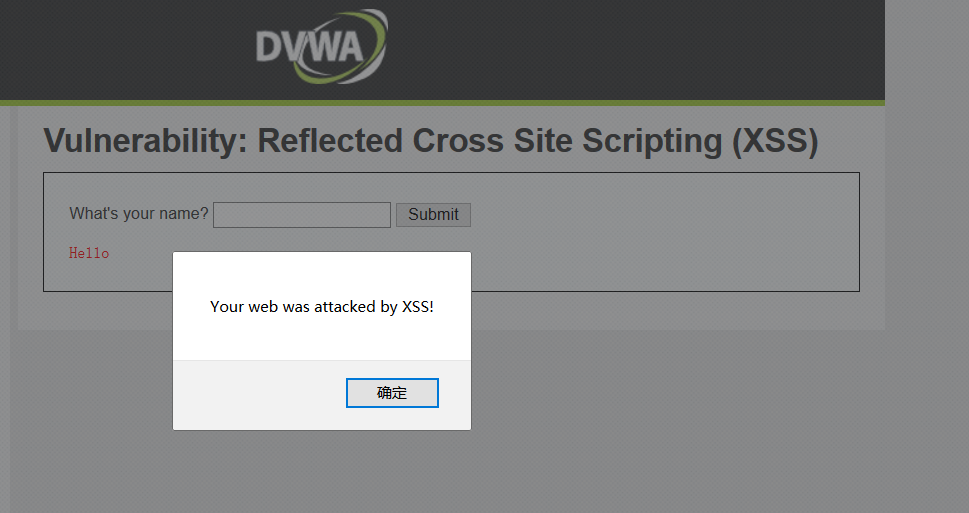 DVWA
Vulnerability: Reflected Cross Site Scripting (XSS)
What's your name? Submit
Hello
Your web was attacked by XSS!
确定